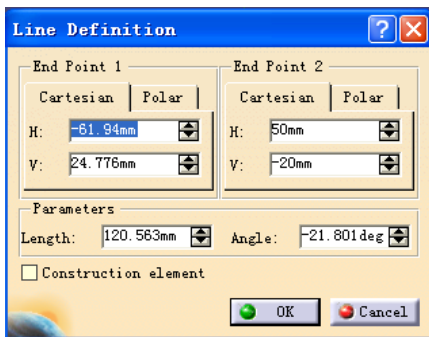 Line Definition
End Point 1 End Point 2
Cartesian Polar Cartesian Polar
H: -61.94mm H: 50mm
V: 24.776mm V: -20mm
Parameters
Length: 120.563mm Angle: -21.801deg
Construction element
OK Cancel